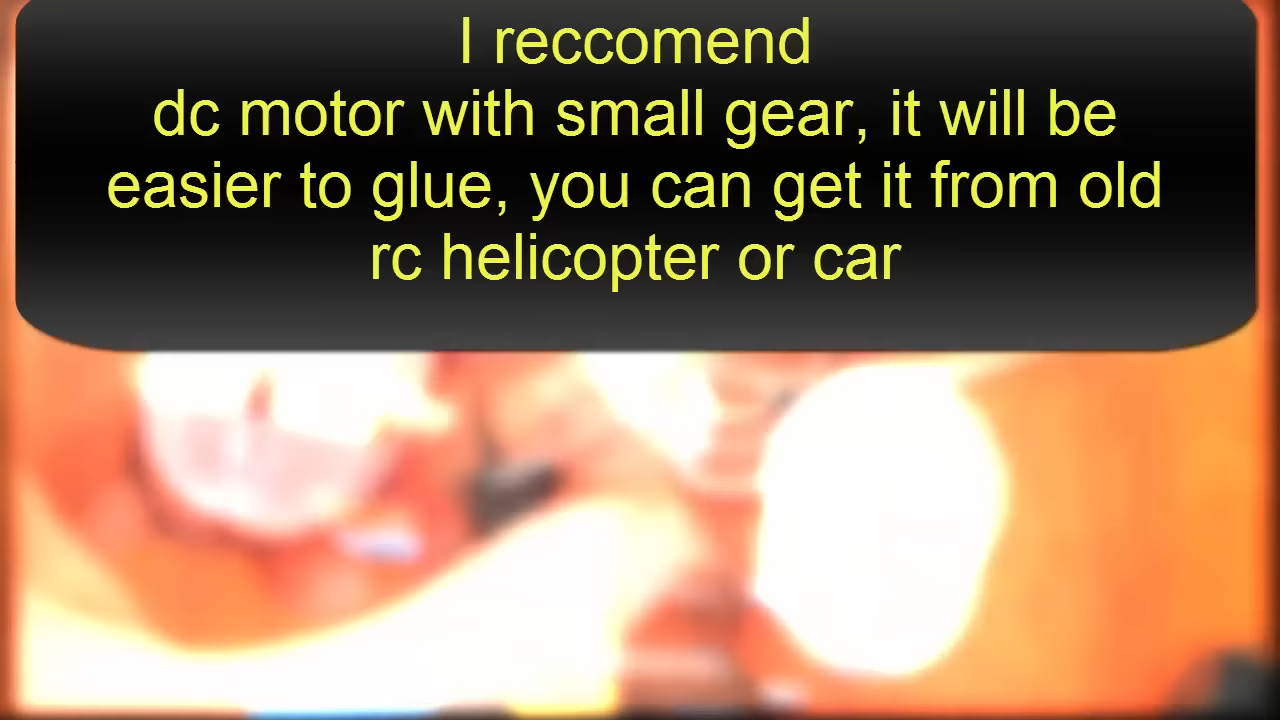 I reccomend
dc motor with small gear, it will be
easier to glue, you can get it from old
rc helicopter or car